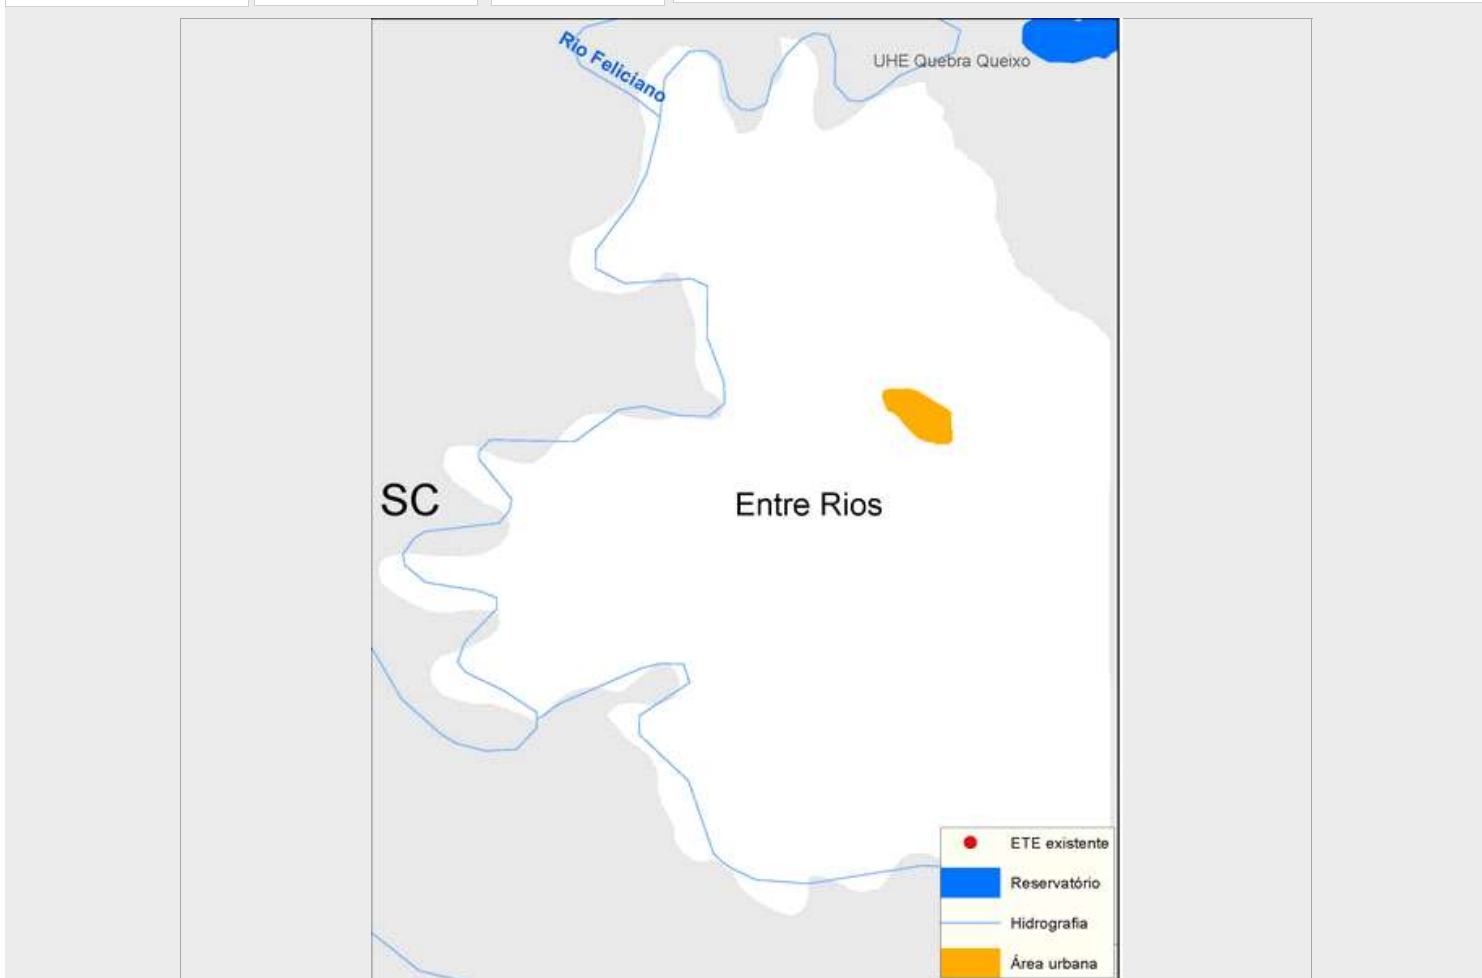 Rio Feliciano
UHE Quebra Queixo
SC
Entre Rios
ETE existente
Reservatório
Hidrografia
Área urbana